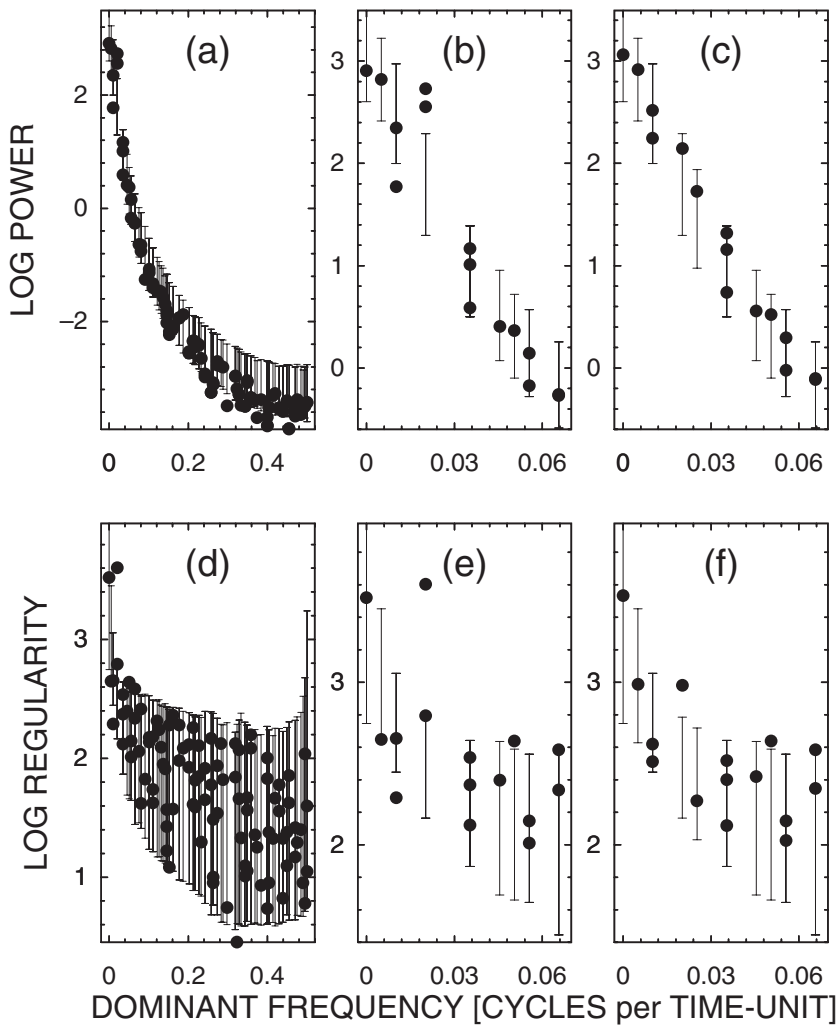 (a) (b) (c)
LOG POWER
2
0
−2
3
2
1
0
3
2
1
0
0 0.2 0.4 0 0.03 0.06 0 0.03 0.06
(d) (e) (f)
LOG REGULARITY
3
2
1
3
2
3
2
0 0.2 0.4 0 0.03 0.06 0 0.03 0.06
DOMINANT FREQUENCY [CYCLES per TIME-UNIT]